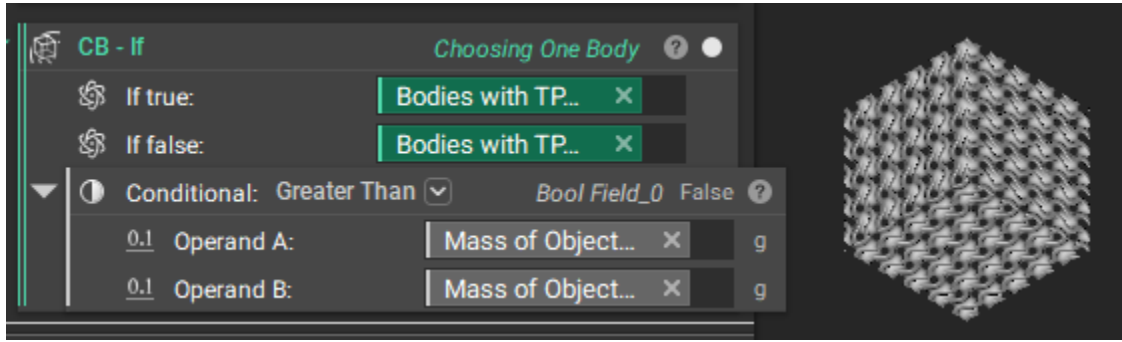 CB - If Choosing One Body ?
If true: Bodies with TP... ×
If false: Bodies with TP... ×
Conditional: Greater Than Bool Field_0 False ?
0.1 Operand A: Mass of Object... × g
0.1 Operand B: Mass of Object... × g